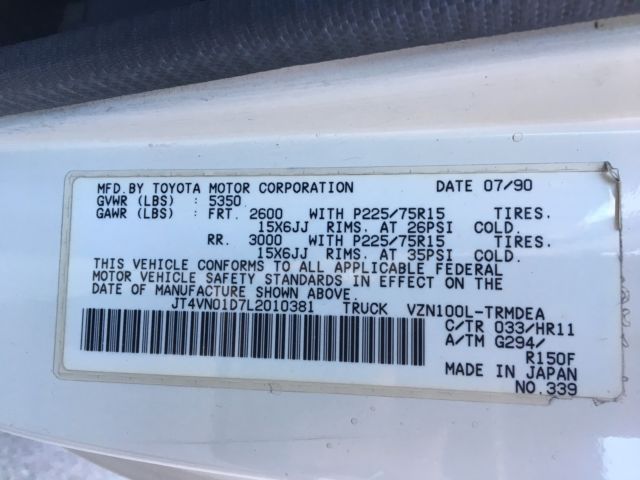 MFD.BY TOYOTA MOTOR CORPORATION DATE 07/90
GVWR (LBS) : 5350
GAWR (LBS) : FRT. 2600 WITH P225/75R15 TIRES.
15X6JJ RIMS. AT 26PSI COLD.
RR. 3000 WITH P225/75R15 TIRES.
15X6JJ RIMS. AT 35PSI COLD.
THIS VEHICLE CONFORMS TO ALL APPLICABLE FEDERAL
MOTOR VEHICLE SAFETY STANDARDS IN EFFECT ON THE
DATE OF MANUFACTURE SHOWN ABOVE.
JT4VN01D7L2010381 TRUCK VZN100L-TRMDEA
C/TR 033/HR11
A/TM G294/
R150F
MADE IN JAPAN
NO.339